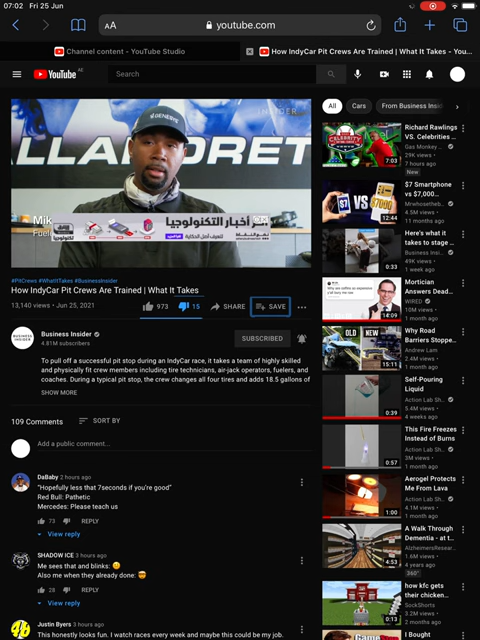 07:02 Fri 25 Jun
AA
youtube.com
Channel content - YouTube Studio
How IndyCar Pit Crews Are Trained | What It Takes - You...
YouTube AE
Search
INSIDER
Mik
Fuele
آخر أخبار التكنولوجيا
#PitCrews #WhatItTakes #BusinessInsider
How IndyCar Pit Crews Are Trained | What It Takes
13,140 views • Jun 25, 2021
973
15
SHARE
SAVE
Business Insider
4.81M subscribers
SUBSCRIBED
To pull off a successful pit stop during an IndyCar race, it takes a team of highly skilled
and physically fit crew members including tire technicians, air-jack operators, fuelers, and
coaches. During a typical pit stop, the crew changes all four tires and adds 18.5 gallons of
SHOW MORE
109 Comments
SORT BY
Add a public comment...
DaBaby 2 hours ago
"Hopefully less that 7seconds if you're good"
Red Bull: Pathetic
Mercedes: Please teach us
73
REPLY
View reply
SHADOW ICE 3 hours ago
Me sees that and blinks: 😕
Also me when they already done: 🤯
28
REPLY
View reply
Justin Byers 3 hours ago
This honestly looks fun. I watch races every week and maybe this could be my job.
All
Cars
From Business Insid
Richard Rawlings
VS. Celebrities ...
Gas Monkey ...
29K views •
7 hours ago
New
7:03
$7 Smartphone
vs $7,000...
Mrwhosetheb...
4.5M views •
11 months ago
$7 VS $7000
12:44
Here's what it
takes to stage ...
Business Insi...
49K views •
1 week ago
0:33
Mortician
Answers Dead...
WIRED
10M views •
1 month ago
14:09
Why Road
Barriers Stoppe...
Andrew Lam
2.4M views •
1 month ago
OLD NEW
15:11
Self-Pouring
Liquid
Action Lab Sh...
5.4M views •
4 weeks ago
0:39
This Fire Freezes
Instead of Burns
Action Lab Sh...
3M views •
1 month ago
0:57
Aerogel Protects
Me From Lava
Action Lab Sh...
4.1M views •
1 month ago
1:00
A Walk Through
Dementia - at t...
AlzheimersResear...
1.6M views •
4 years ago
360°
4:53
how kfc gets
their chicken...
SockShorts
3.2M views •
2 months ago
0:13
I Bought